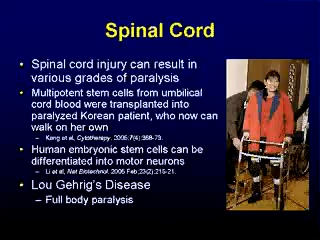 Spinal Cord
• Spinal cord injury can result in
various grades of paralysis
• Multipotent stem cells from umbilical
cord blood were transplanted into
paralyzed Korean patient, who now can
walk on her own
– Kang et al, Cytotherapy. 2005;7(4):368-73.
• Human embryonic stem cells can be
differentiated into motor neurons
– Li et al, Nat Biotechnol. 2005 Feb;23(2):215-21.
• Lou Gehrig's Disease
– Full body paralysis